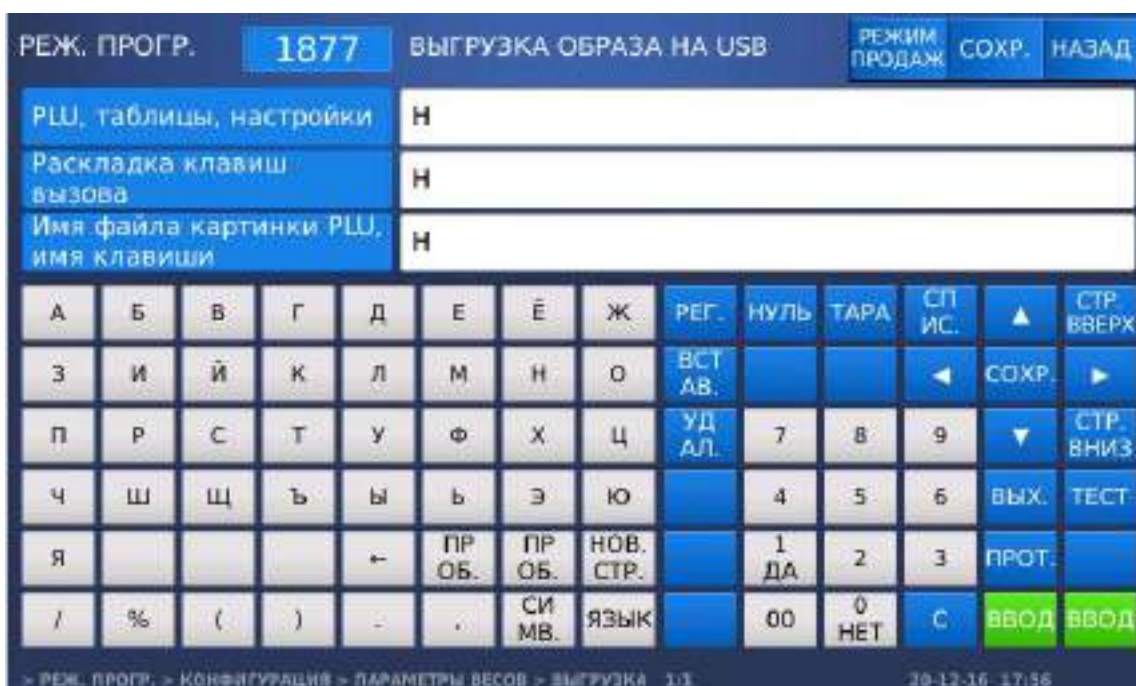 РЕЖ. ПРОГР. 1877 ВЫГРУЗКА ОБРАЗА НА USB РЕЖИМ ПРОДАЖ СОХР. НАЗАД
PLU, таблицы, настройки Н
Раскладка клавиш
вызова Н
Имя файла картинки PLU,
имя клавиши Н
А Б В Г Д Е Ё Ж РЕГ. НУЛЬ ТАРА СП ИС. ▲ СТР. ВВЕРХ
З И Й К Л М Н О ВСТ АВ. ◀ СОХР. ▶
П Р С Т У Ф Х Ц УД АЛ. 7 8 9 ▼ СТР. ВНИЗ
Ч Ш Щ Ъ Ы Ь Э Ю 4 5 6 ВЫХ. ТЕСТ
Я ← ПР ОБ. ПР ОБ. НОВ. СТР. 1 ДА 2 3 ПРОТ.
/ % ( ) - . СИ МВ. ЯЗЫК 00 0 НЕТ С ВВОД ВВОД
> РЕЖ. ПРОГР. > КОНФИГУРАЦИЯ > ПАРАМЕТРЫ ВЕСОВ > ВЫГРУЗКА 1/1 20-12-16 17:56